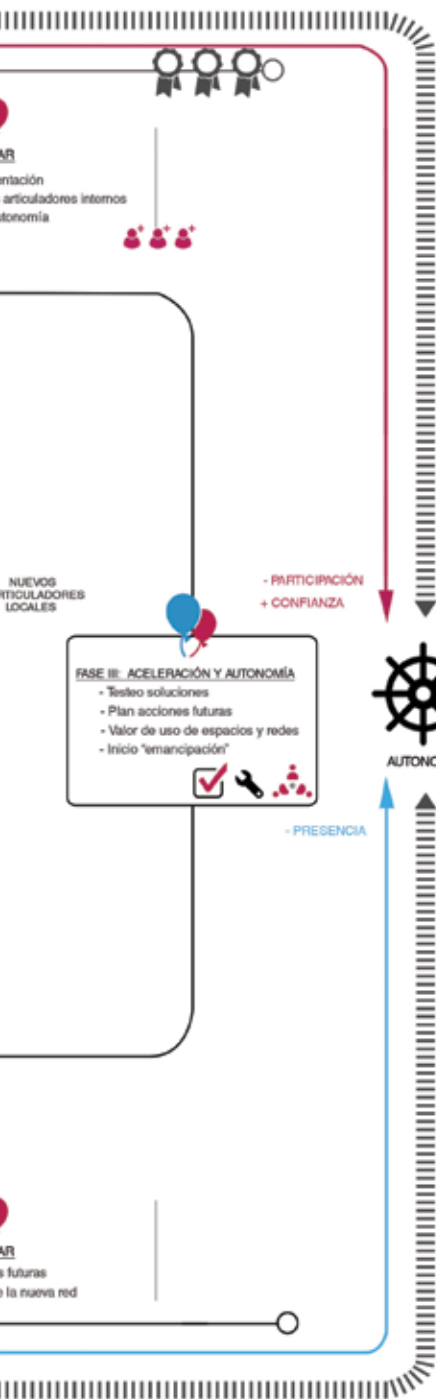 AR
entación
articuladores internos
tonomía
NUEVOS
RTICULADORES
LOCALES
- PARTICIPACIÓN
+ CONFIANZA
FASE III: ACELERACIÓN Y AUTONOMÍA
- Testeo soluciones
- Plan acciones futuras
- Valor de uso de espacios y redes
- Inicio "emancipación"
AUTONO
- PRESENCIA
AR
s futuras
e la nueva red